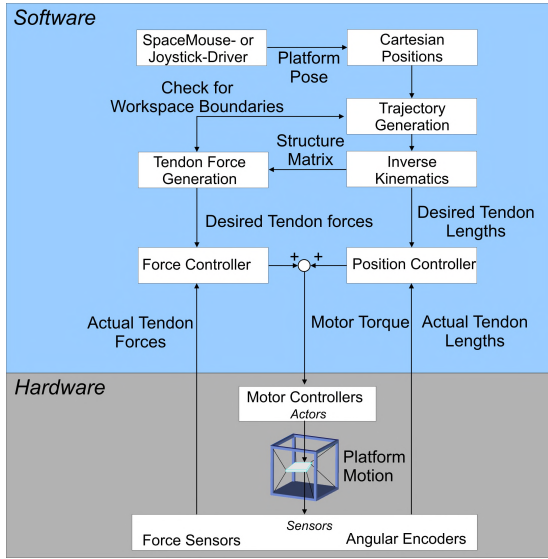 Software
SpaceMouse- or
Joystick-Driver
Platform
Pose
Cartesian
Positions
Check for
Workspace Boundaries
Trajectory
Generation
Structure
Matrix
Tendon Force
Generation
Inverse
Kinematics
Desired Tendon forces
Desired Tendon
Lengths
Force Controller
+ +
Position Controller
Actual Tendon
Forces
Motor Torque
Actual Tendon
Lengths
Hardware
Motor Controllers
Actors
Platform
Motion
Sensors
Force Sensors
Angular Encoders